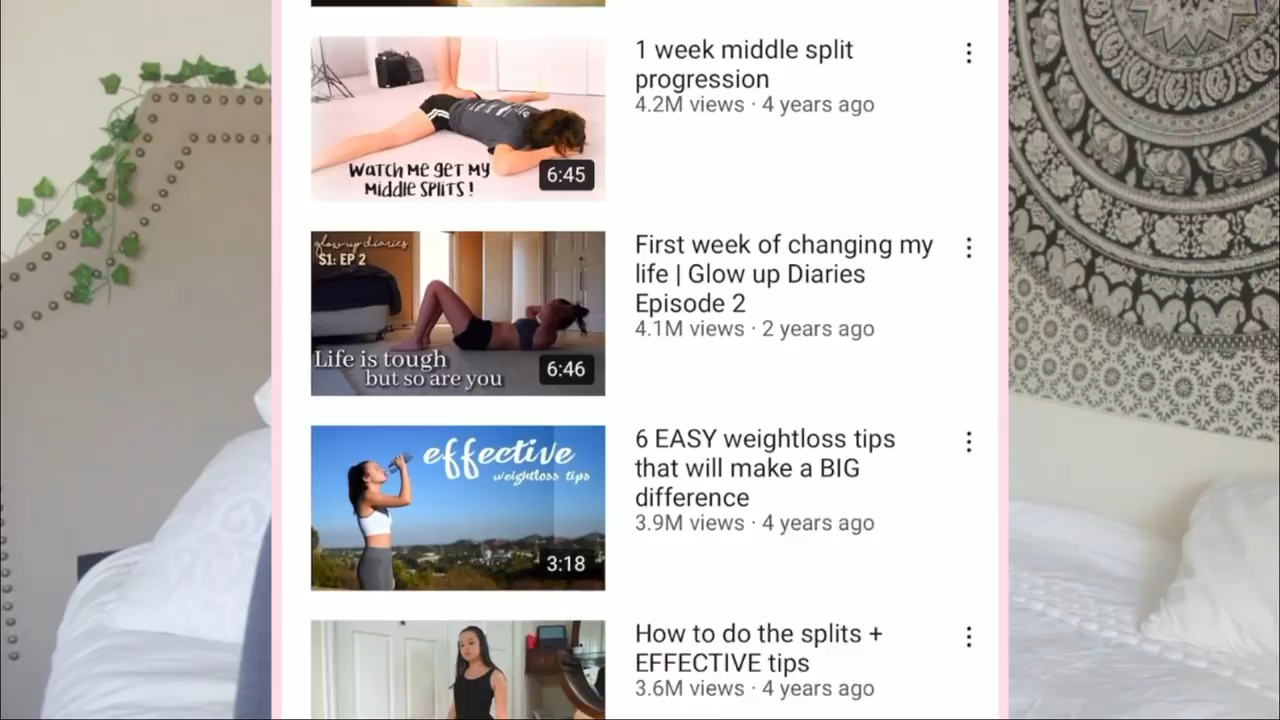 1 week middle split
progression
4.2M views · 4 years ago
WATCH ME GET MY
MIDDLE SPLITS !
6:45
First week of changing my
life | Glow up Diaries
Episode 2
4.1M views · 2 years ago
glow up diaries
S1: EP 2
Life is tough
but so are you
6:46
6 EASY weightloss tips
that will make a BIG
difference
3.9M views · 4 years ago
effective
weightloss tips
3:18
How to do the splits +
EFFECTIVE tips
3.6M views · 4 years ago